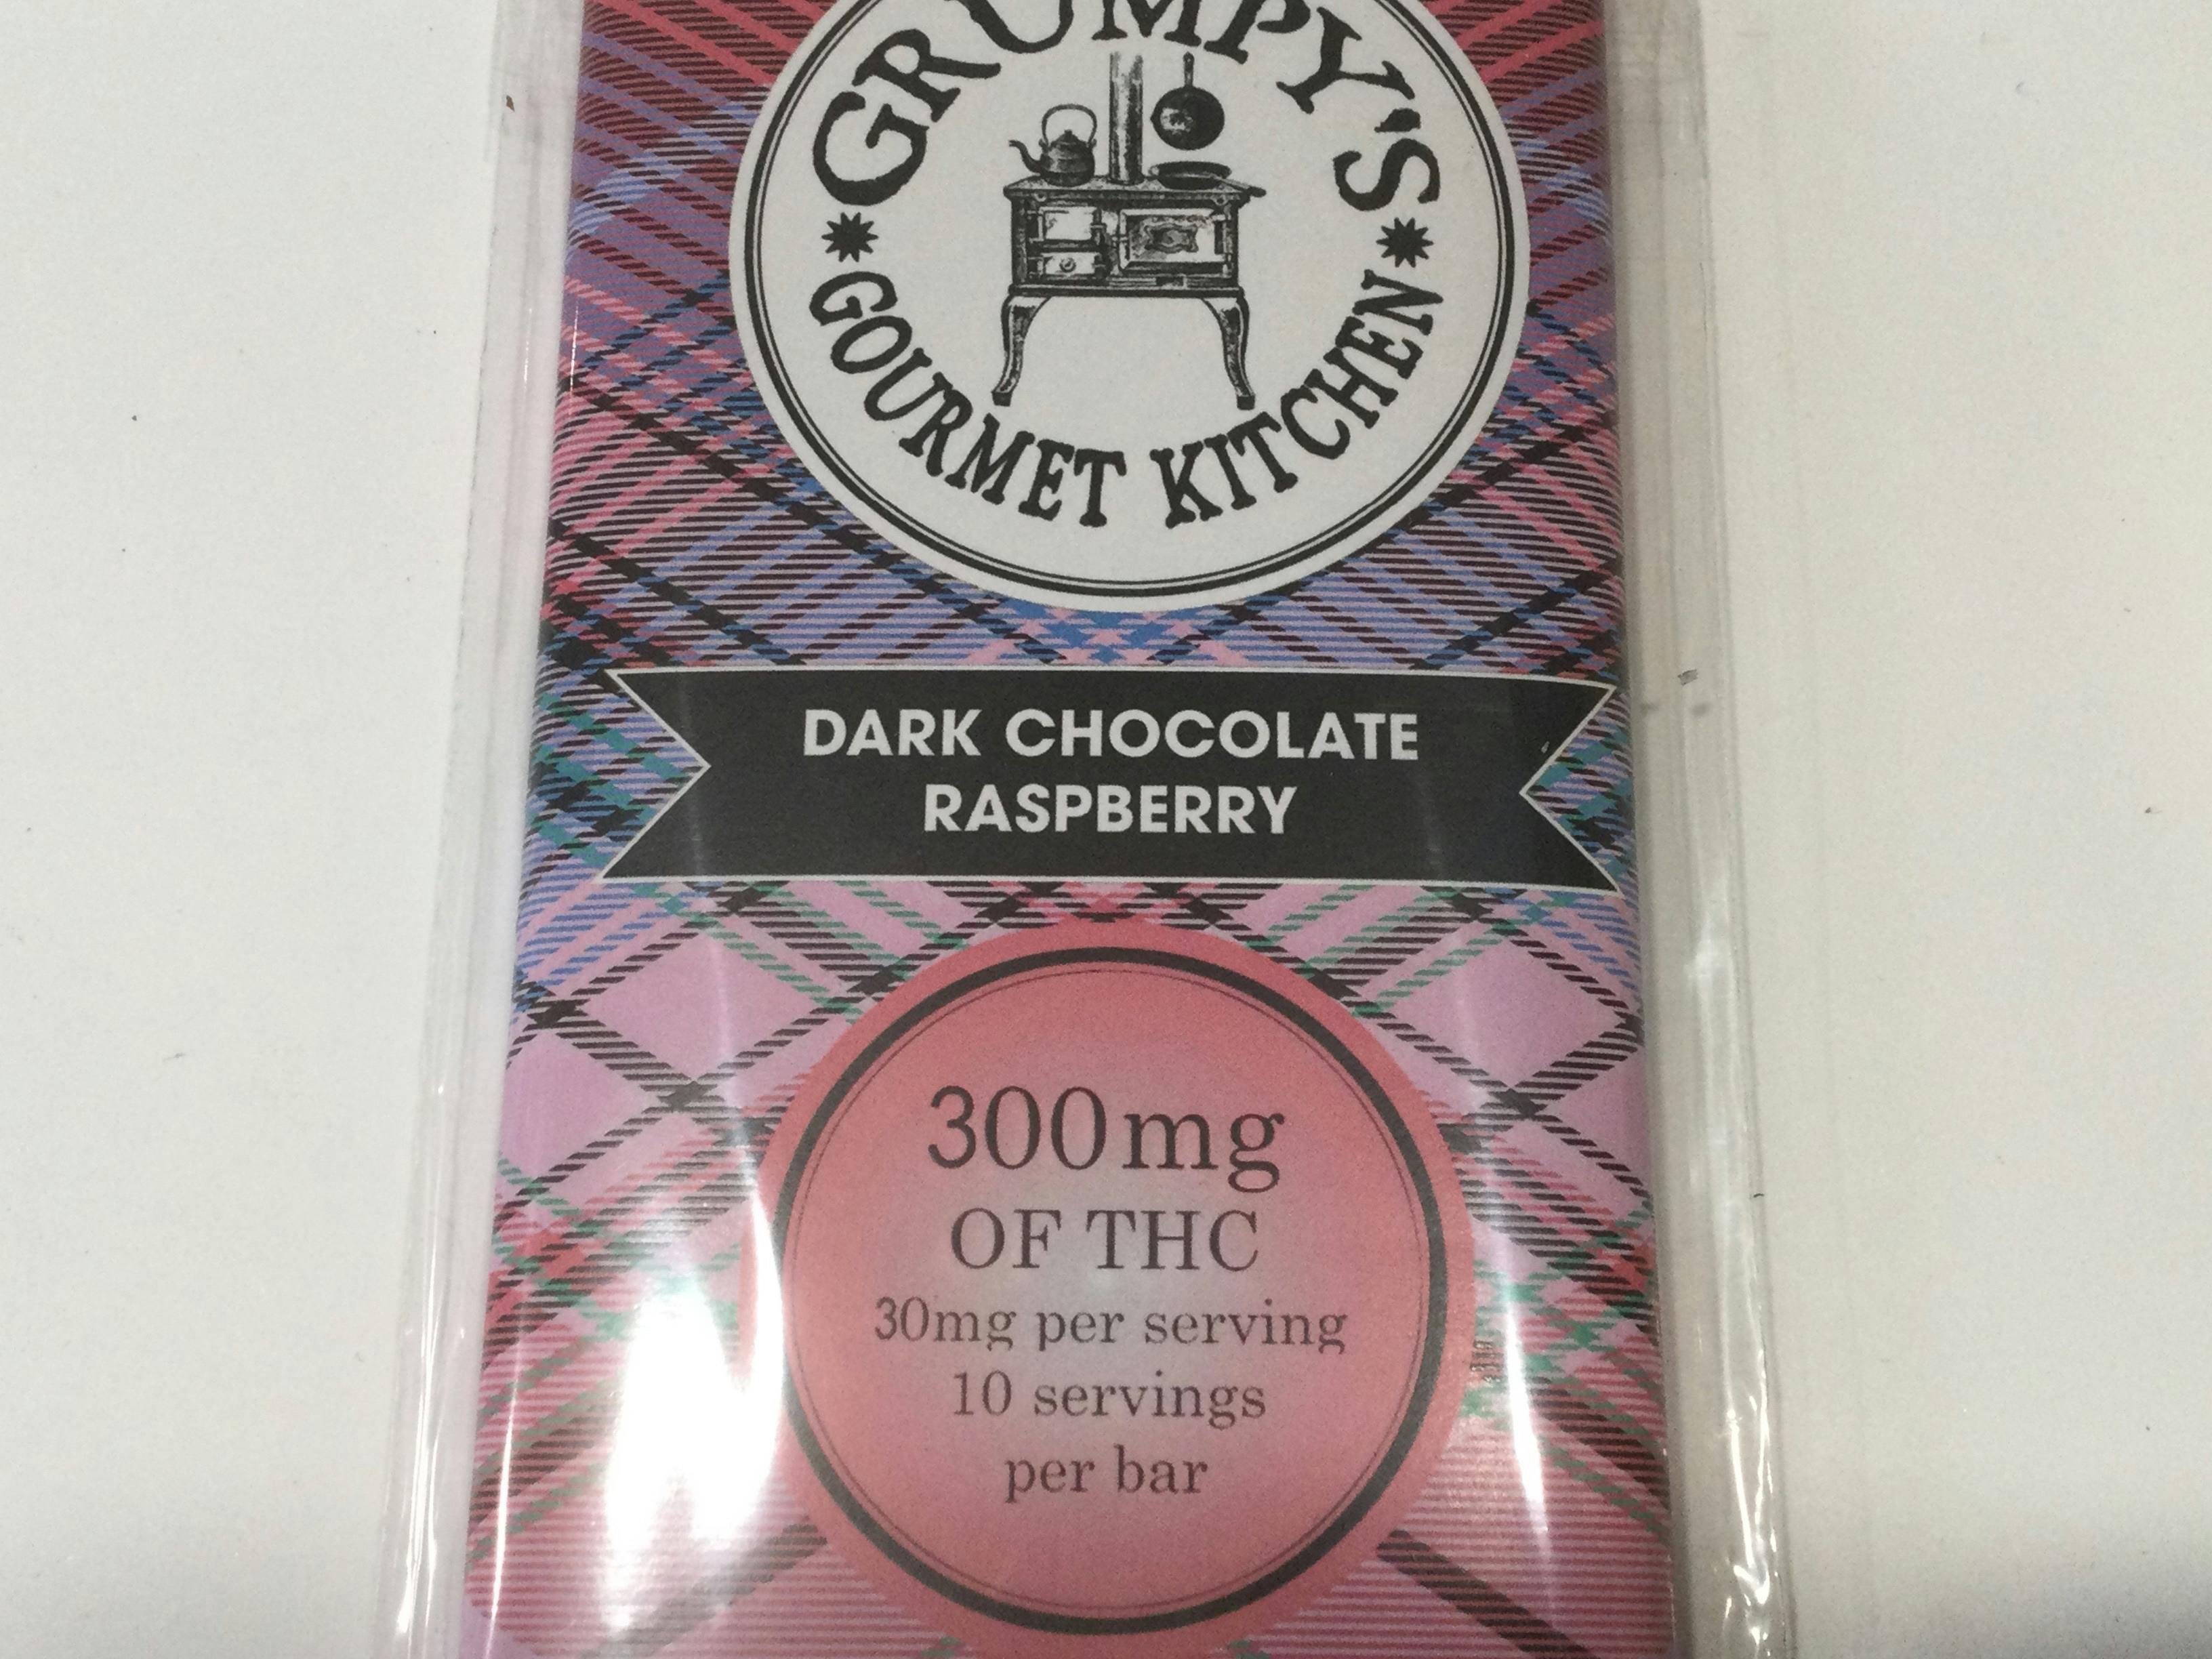 GRUMPY'S
GOURMET KITCHEN
DARK CHOCOLATE
RASPBERRY
300mg
OF THC
30mg per serving
10 servings
per bar